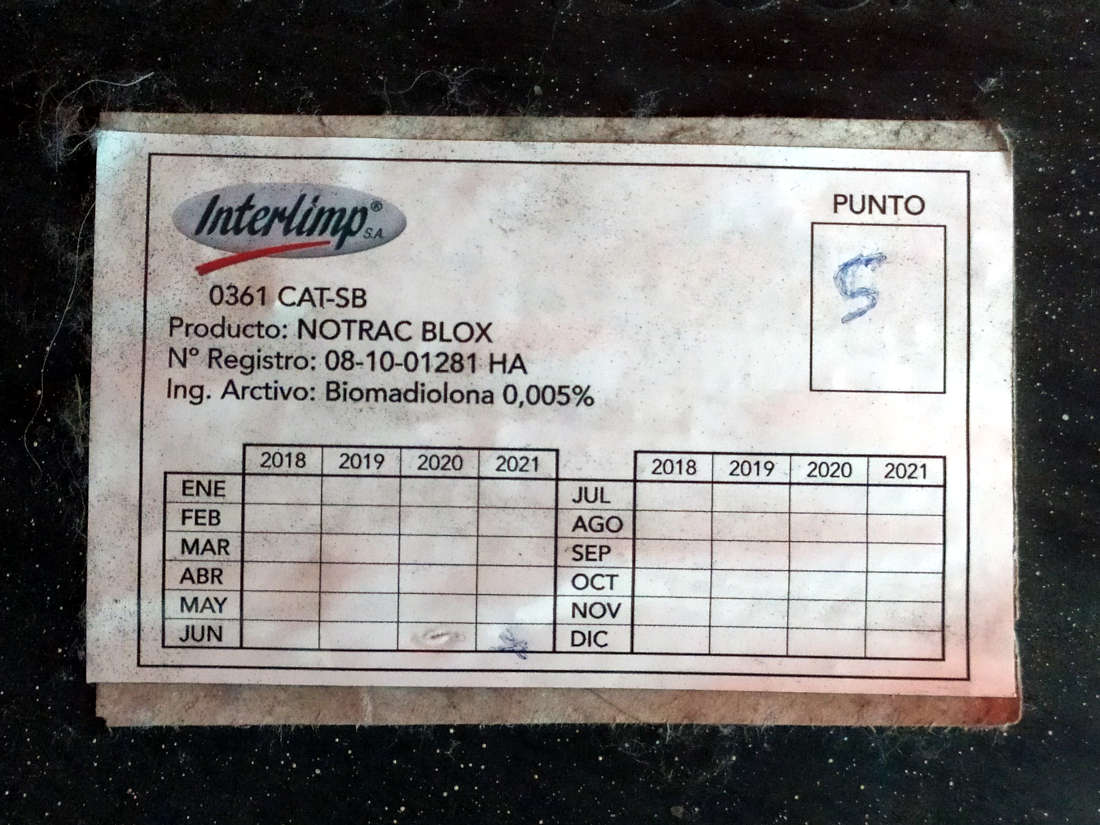 Interlimp® S.A.
PUNTO
5
0361 CAT-SB
Producto: NOTRAC BLOX
Nº Registro: 08-10-01281 HA
Ing. Arctivo: Biomadiolona 0,005%
2018 2019 2020 2021
ENE
FEB
MAR
ABR
MAY
JUN
2018 2019 2020 2021
JUL
AGO
SEP
OCT
NOV
DIC